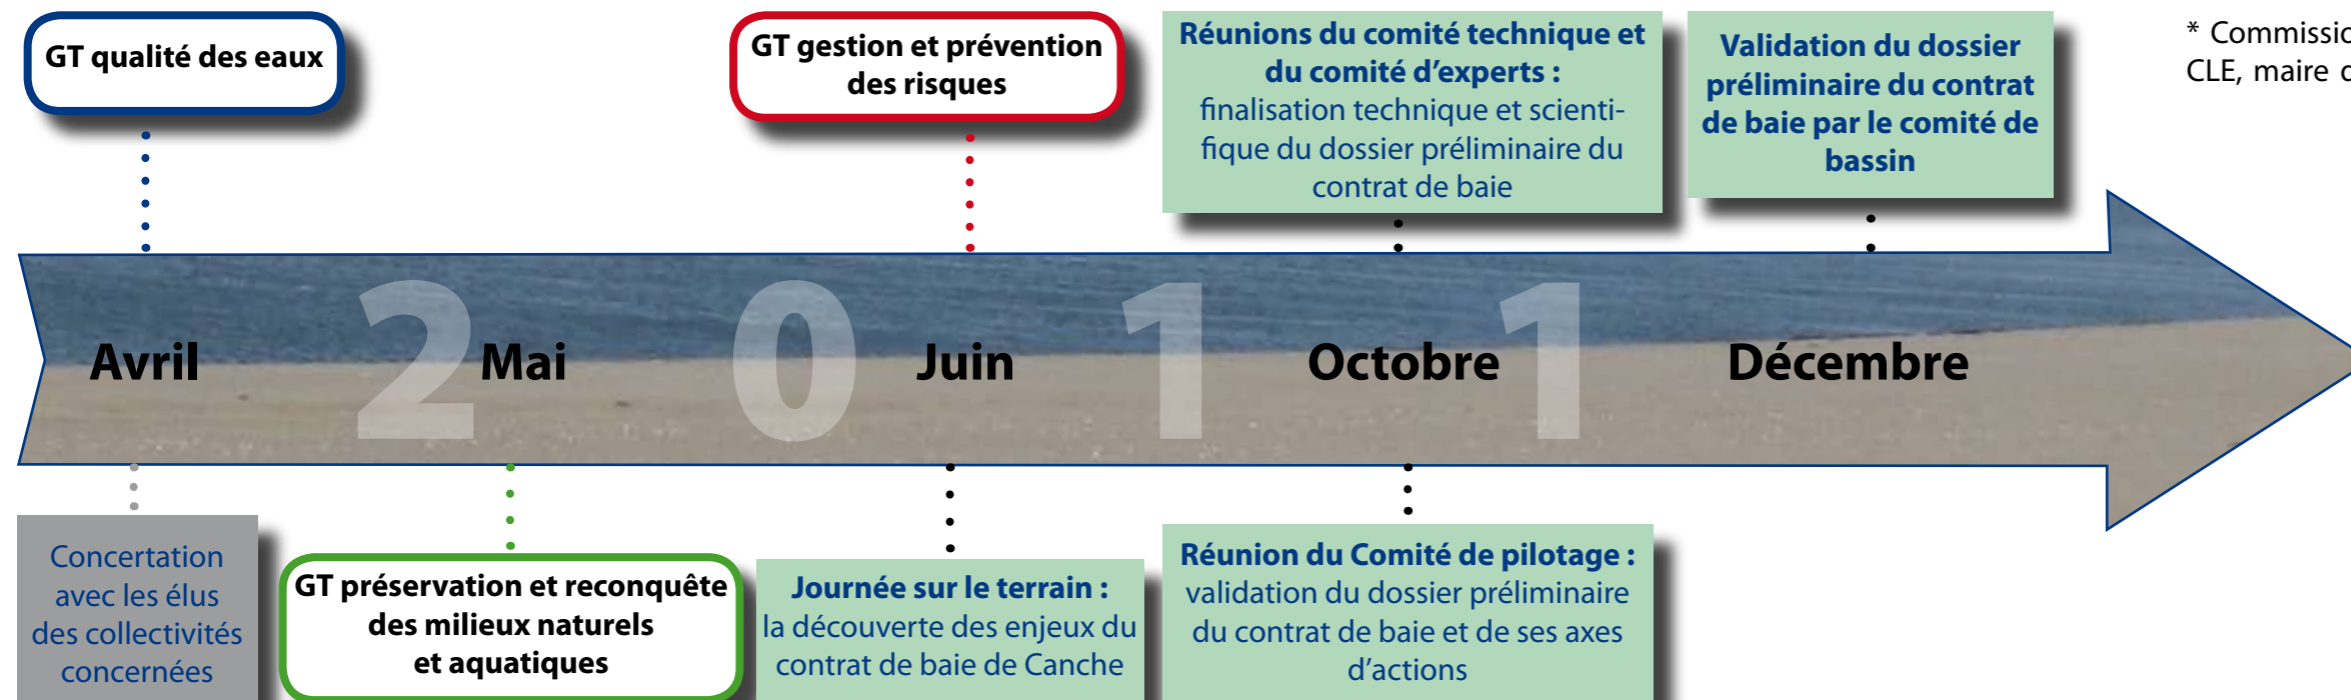 GT qualité des eaux
GT gestion et prévention
des risques
Réunions du comité technique et
du comité d'experts :
finalisation technique et scienti-
fique du dossier préliminaire du
contrat de baie
Validation du dossier
préliminaire du contrat
de baie par le comité de
bassin
* Commissio
CLE, maire d
2011
Avril
Mai
Juin
Octobre
Décembre
Concertation
avec les élus
des collectivités
concernées
GT préservation et reconquête
des milieux naturels
et aquatiques
Journée sur le terrain :
la découverte des enjeux du
contrat de baie de Canche
Réunion du Comité de pilotage :
validation du dossier préliminaire
du contrat de baie et de ses axes
d'actions